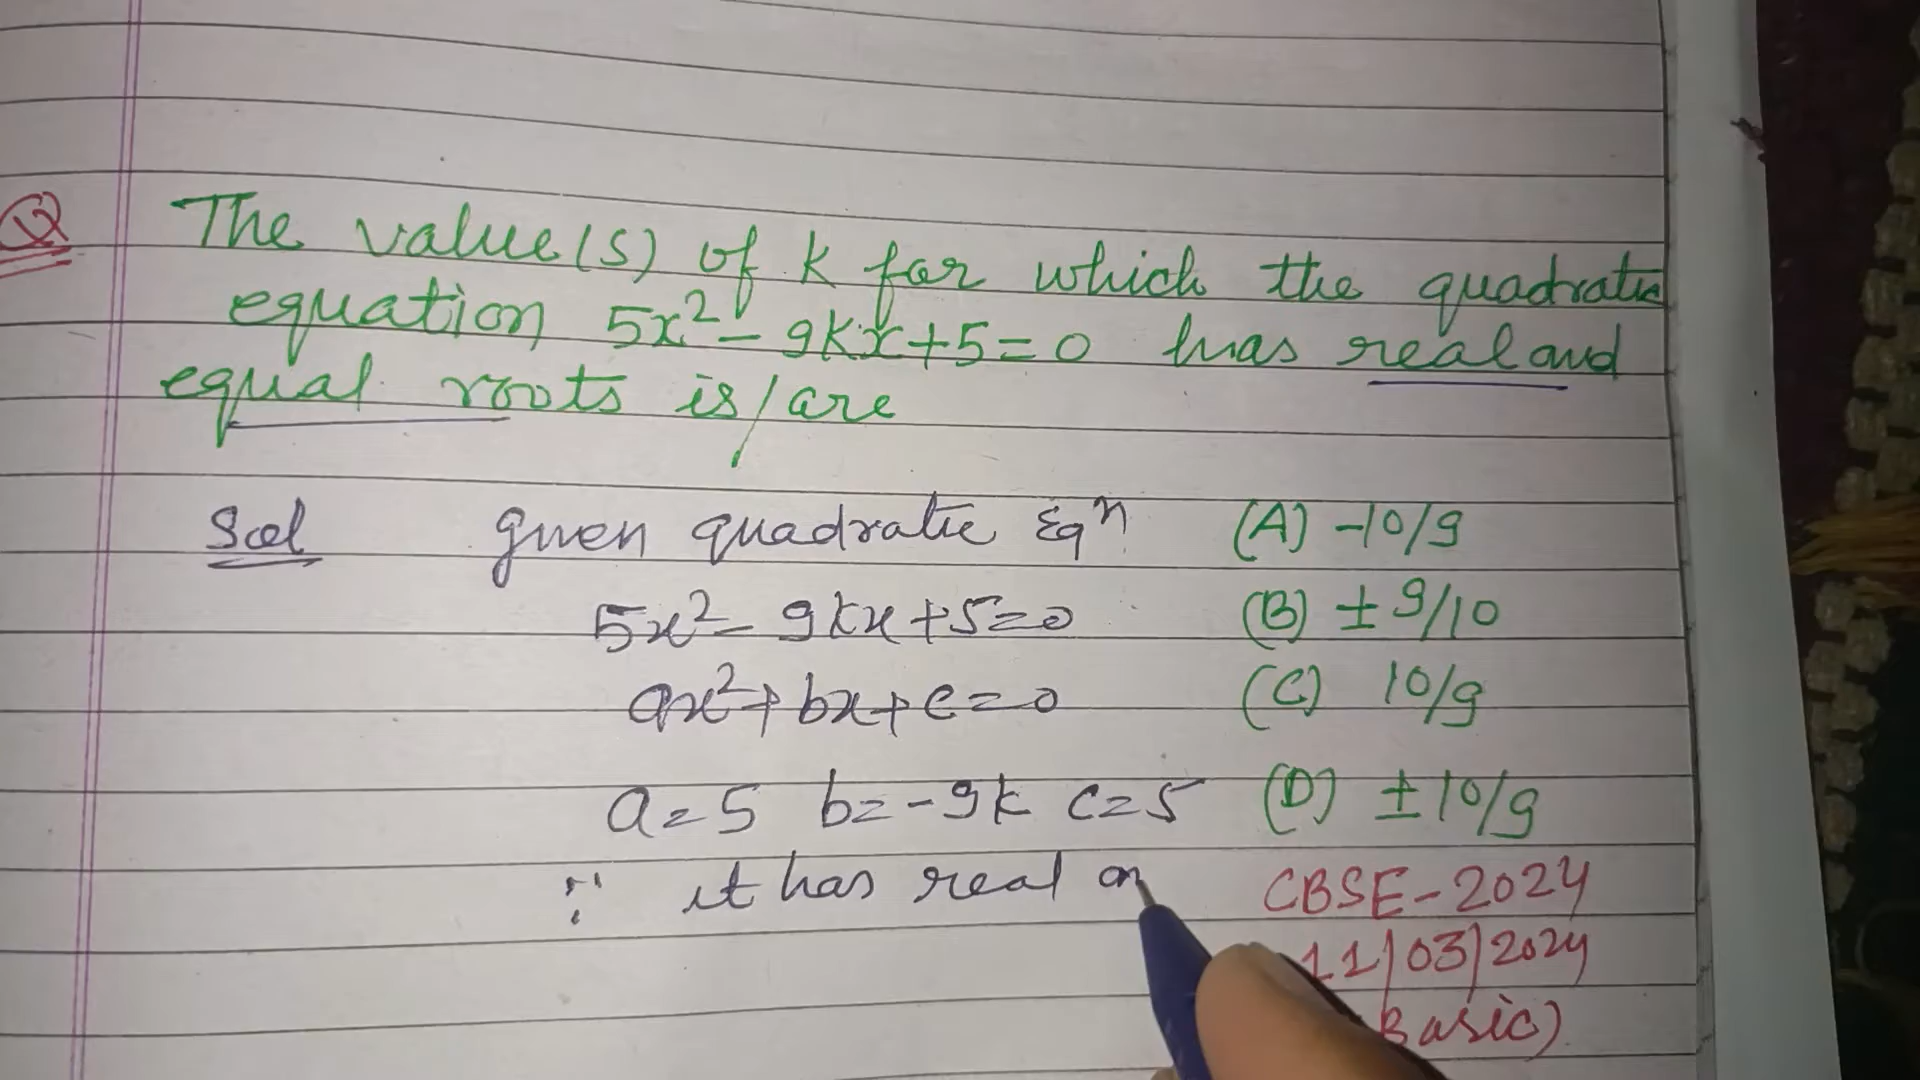 Q The value(s) of k for which the quadratic
equation 5x² - 9kx + 5 = 0 has real and
equal roots is/are
Sol given quadratic Eqⁿ
(A) -10/9
5x² - 9kx + 5 = 0
(B) ± 9/10
ax² + bx + c = 0
(C) 10/9
a = 5 b = -9k c = 5
(D) ± 10/9
∵ it has real an
CBSE-2024
11/03/2024
Basic)